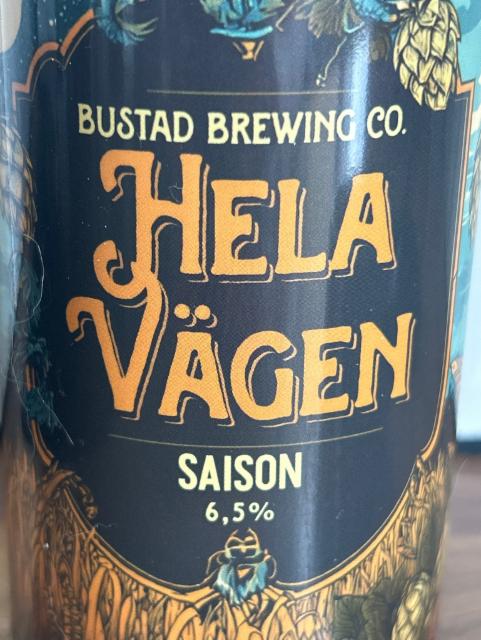 BUSTAD BREWING CO.
HELA
VÄGEN
SAISON
6,5%